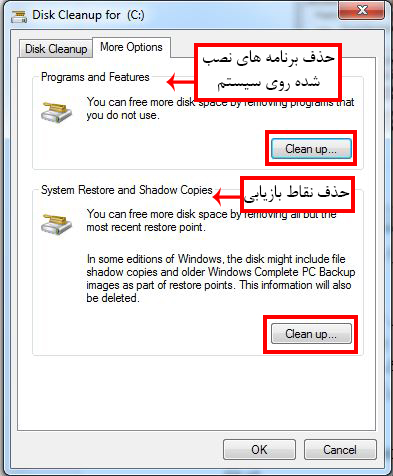 Disk Cleanup for (C:)
Disk Cleanup
More Options
حذف برنامه های نصب
شده روی سیستم
Programs and Features
You can free more disk space by removing programs that
you do not use.
Clean up...
System Restore and Shadow Copies
حذف نقاط بازیابی
You can free more disk space by removing all but the
most recent restore point.
In some editions of Windows, the disk might include file
shadow copies and older Windows Complete PC Backup
images as part of restore points. This information will also
be deleted.
Clean up...
OK
Cancel